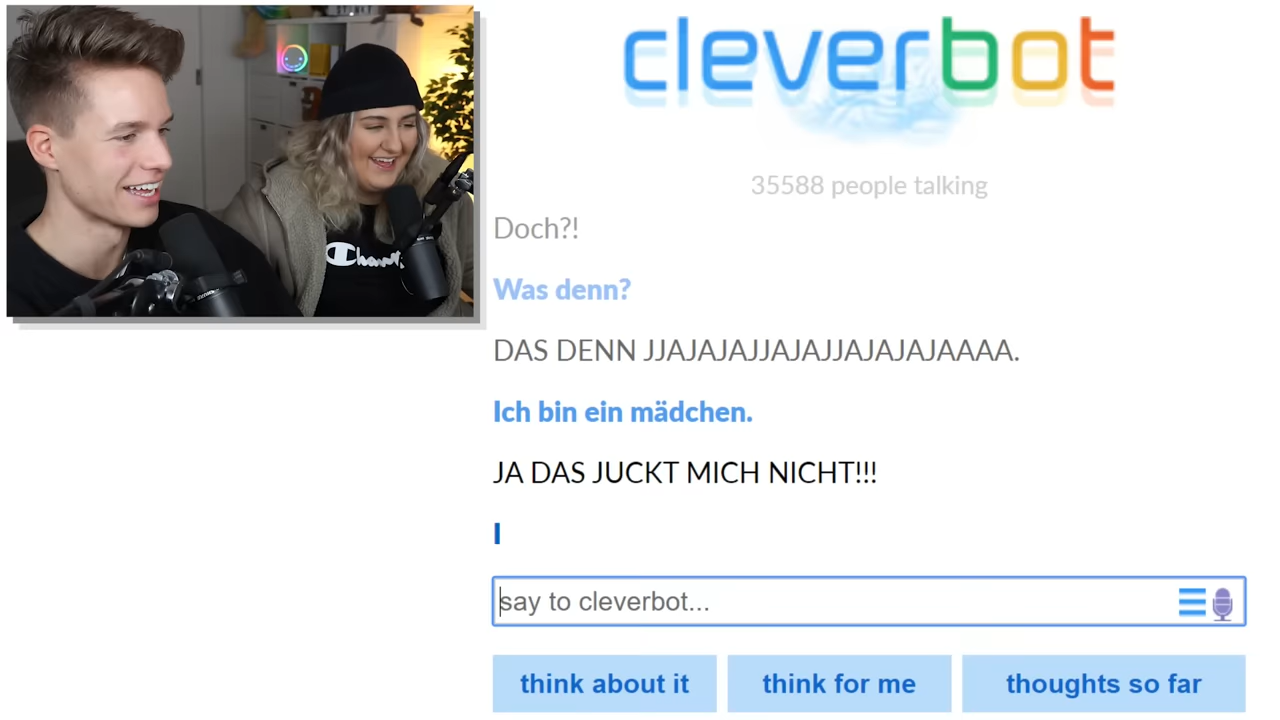 cleverbot
35588 people talking
Doch?!
Was denn?
DAS DENN JJAJAJAJJAJAJJAJAJAJAJAAAA.
Ich bin ein mädchen.
JA DAS JUCKT MICH NICHT!!!
I
say to cleverbot...
think about it
think for me
thoughts so far